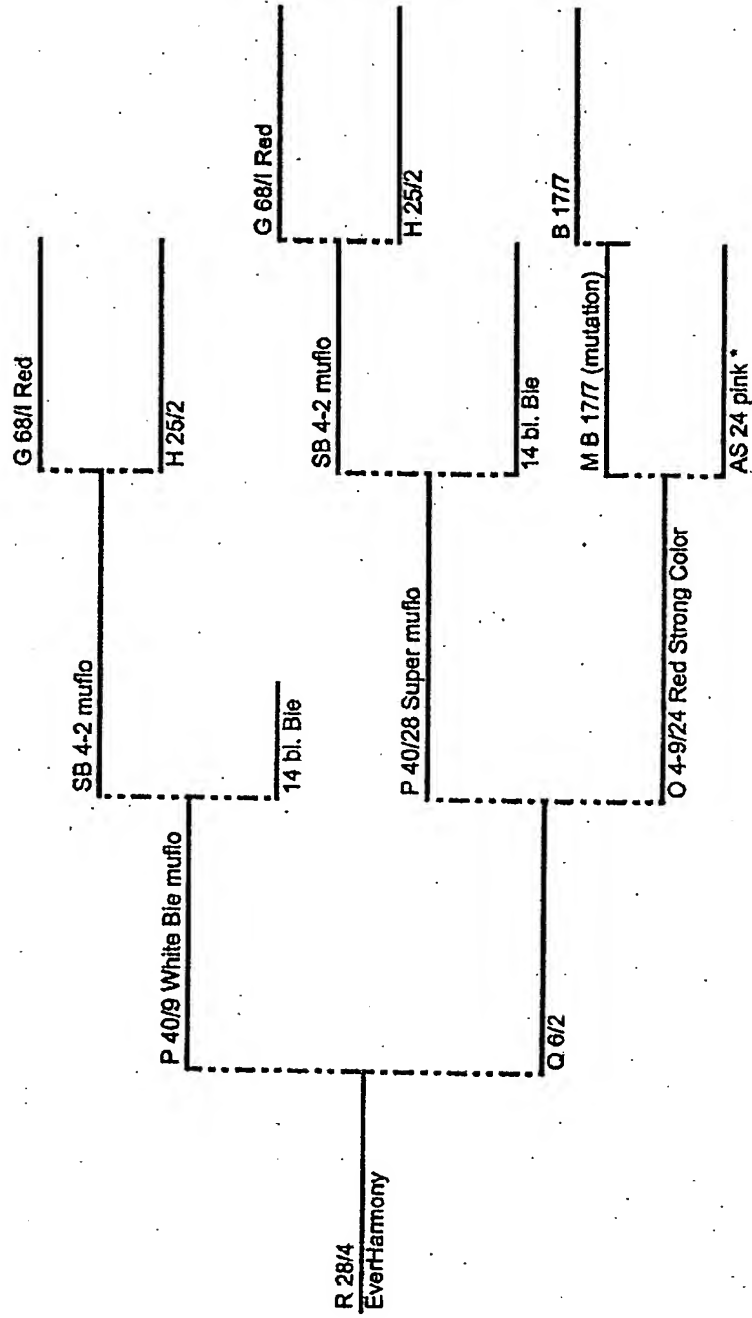 G 68/I Red
H 25/2
SB 4-2 muflo
14 bl. Bie
P 40/9 White Bie muflo
R 28/4
EverHarmony
G 68/I Red
H 25/2
SB 4-2 muflo
14 bl. Bie
P 40/28 Super muflo
Q 6/2
B 17/7
M B 17/7 (mutation)
AS 24 pink *
O 4-9/24 Red Strong Color